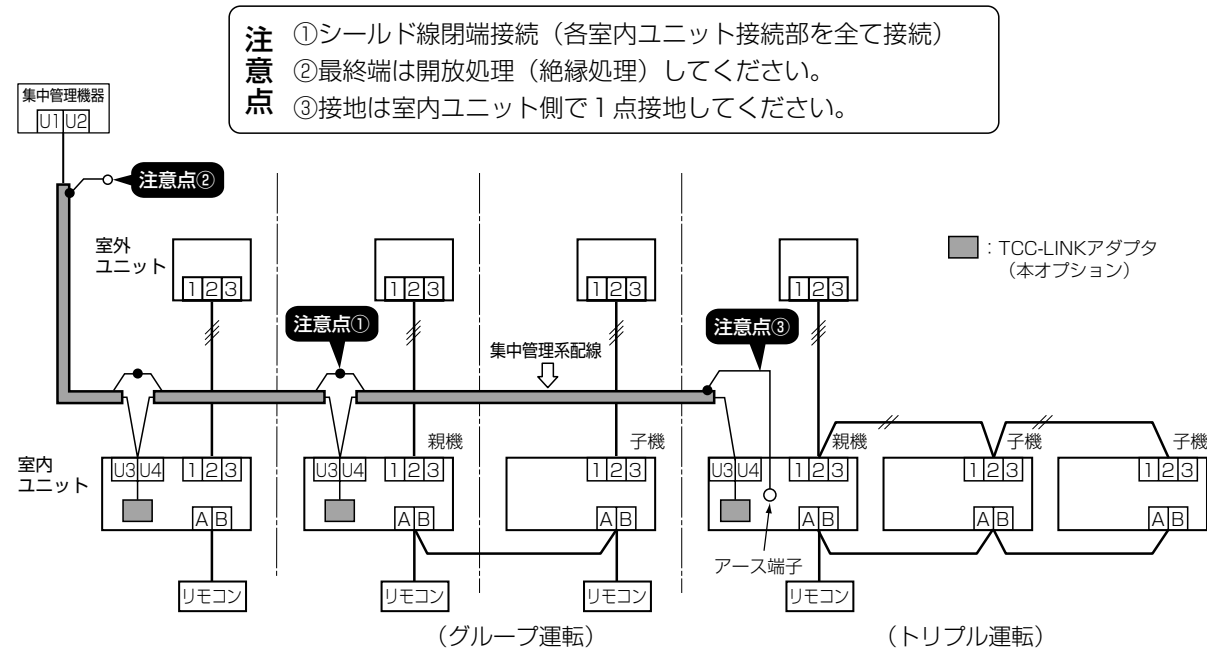 注意点
①シールド線閉端接続（各室内ユニット接続部を全て接続）
②最終端は開放処理（絶縁処理）してください。
③接地は室内ユニット側で１点接地してください。
集中管理機器
U1 U2
注意点②
室外
ユニット
1 2 3
1 2 3
1 2 3
1 2 3
：TCC-LINKアダプタ
（本オプション）
注意点①
集中管理系配線
注意点③
親機
子機
親機
子機
子機
室内
ユニット
U3 U4
1 2 3
U3 U4
1 2 3
1 2 3
U3 U4
1 2 3
1 2 3
1 2 3
A B
A B
A B
A B
A B
A B
アース端子
リモコン
リモコン
リモコン
リモコン
（グループ運転）
（トリプル運転）